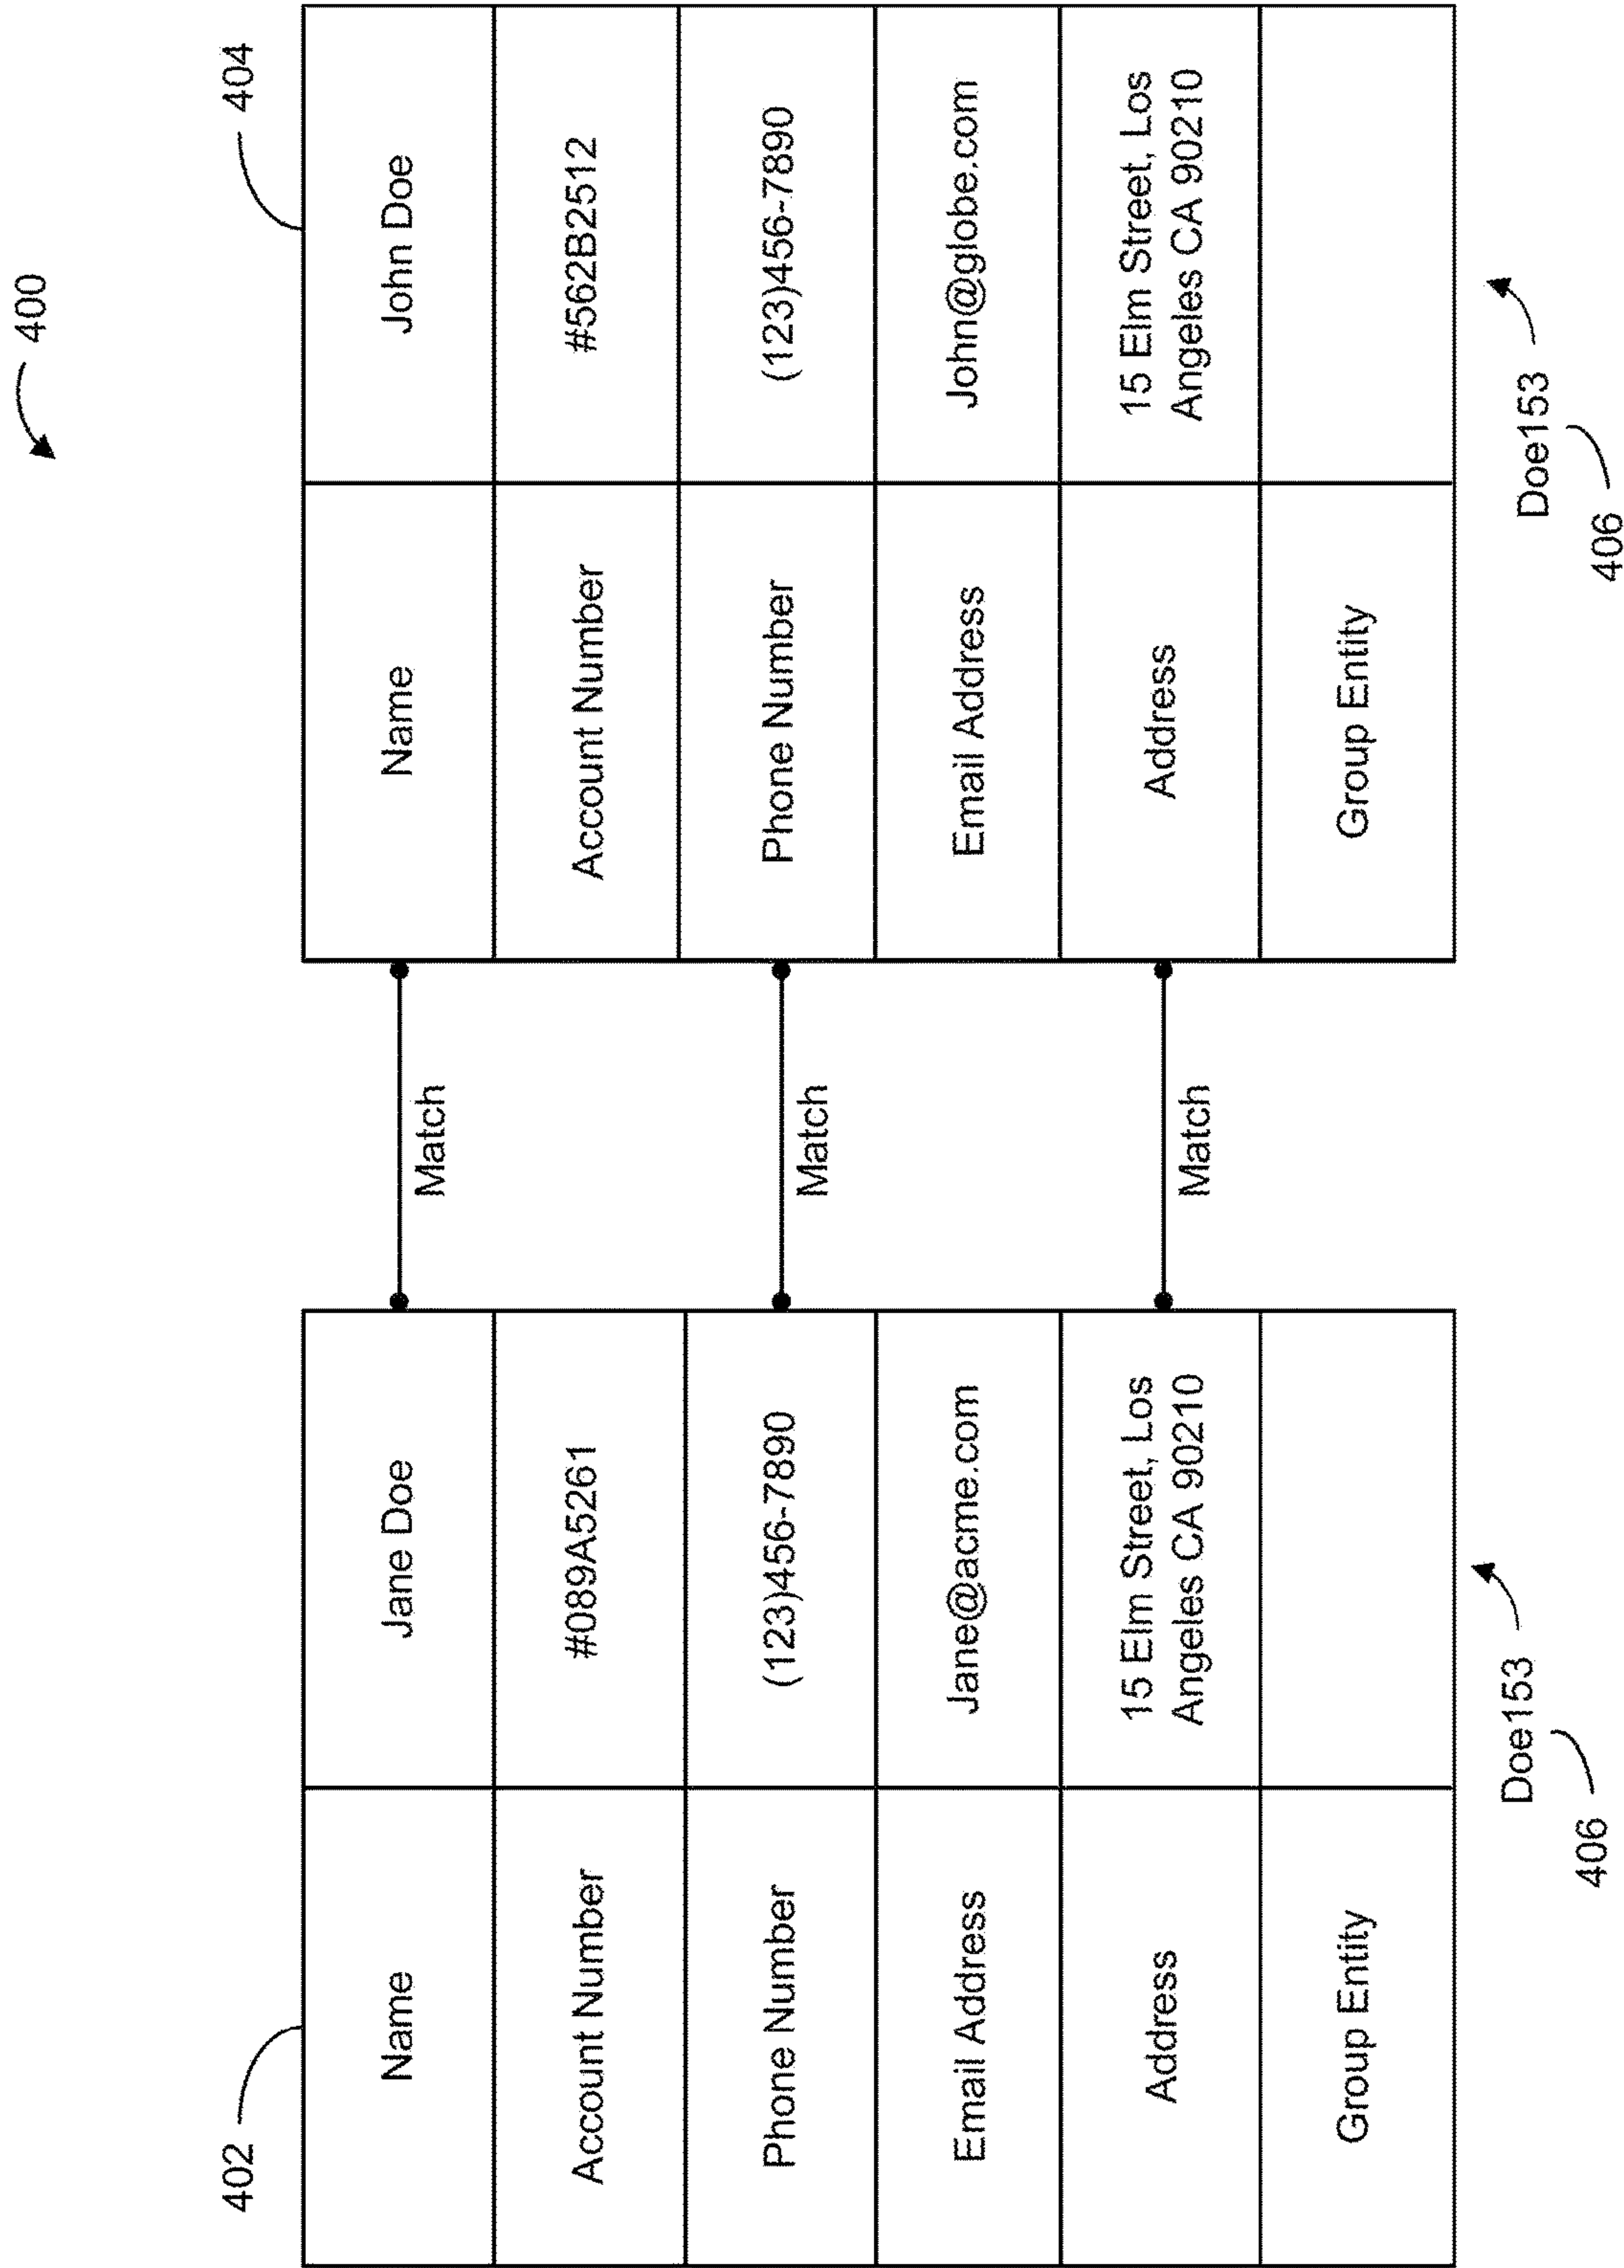 400
402
Name
Jane Doe
Account Number
#089A5261
Phone Number
(123)456-7890
Email Address
Jane@acme.com
Address
15 Elm Street, Los
Angeles CA 90210
Group Entity
Doe153
406
Match
Match
Match
404
Name
John Doe
Account Number
#562B2512
Phone Number
(123)456-7890
Email Address
John@globe.com
Address
15 Elm Street, Los
Angeles CA 90210
Group Entity
Doe153
406